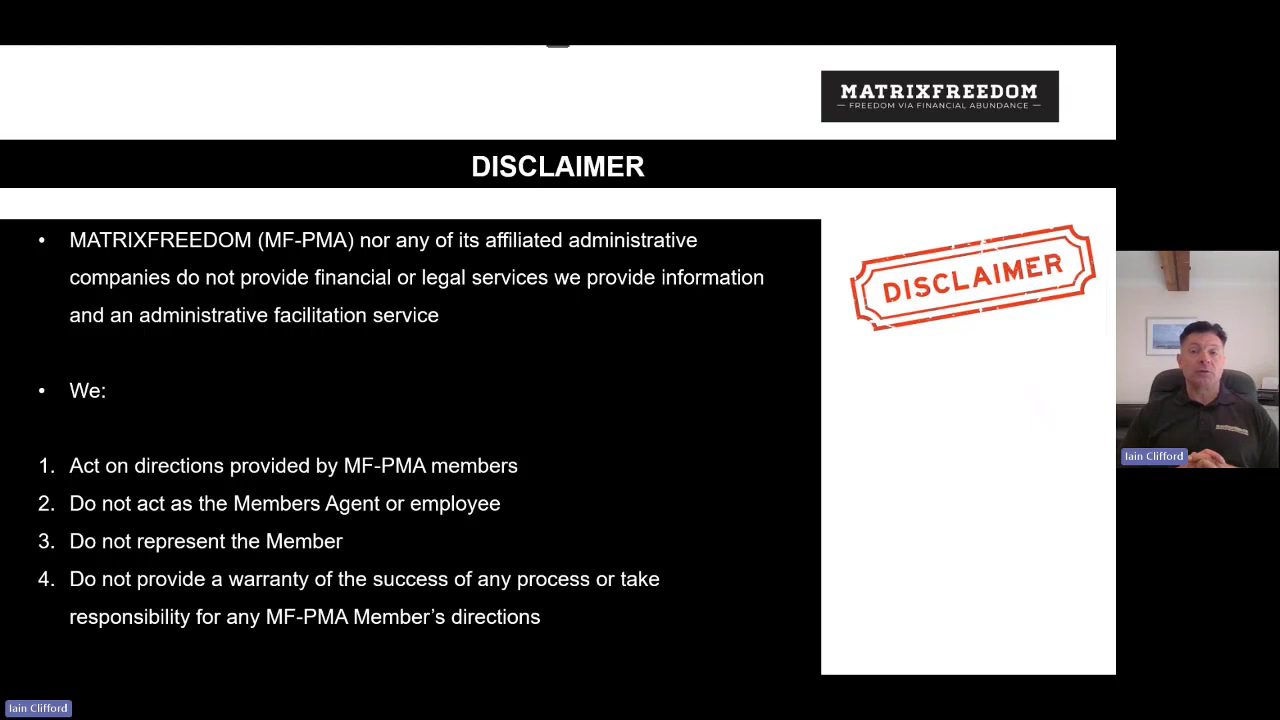 MATRIXFREEDOM
— FREEDOM VIA FINANCIAL ABUNDANCE —
DISCLAIMER
• MATRIXFREEDOM (MF-PMA) nor any of its affiliated administrative
companies do not provide financial or legal services we provide information
and an administrative facilitation service
• We:
1. Act on directions provided by MF-PMA members
2. Do not act as the Members Agent or employee
3. Do not represent the Member
4. Do not provide a warranty of the success of any process or take
responsibility for any MF-PMA Member's directions
DISCLAIMER
Iain Clifford
Iain Clifford